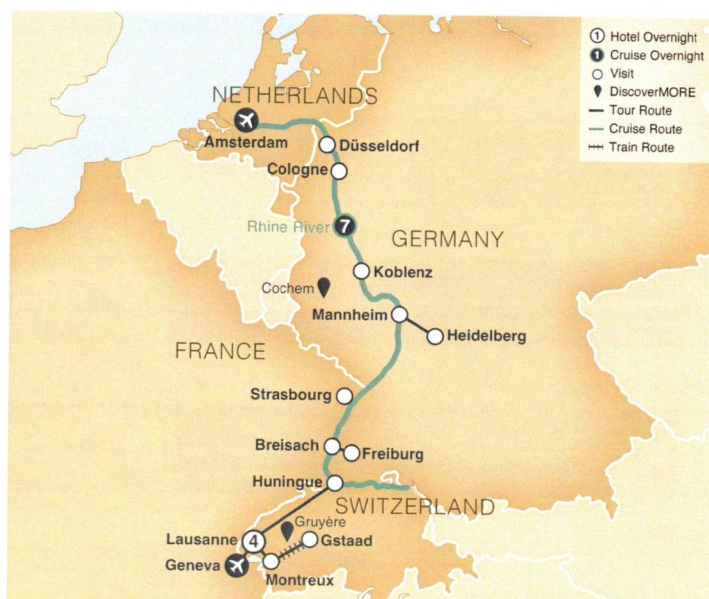 1 Hotel Overnight
1 Cruise Overnight
Visit
DiscoverMORE
Tour Route
Cruise Route
Train Route
NETHERLANDS
Amsterdam
Düsseldorf
Cologne
Rhine River
7
GERMANY
Koblenz
Cochem
Mannheim
Heidelberg
FRANCE
Strasbourg
Breisach
Freiburg
Huningue
SWITZERLAND
Gruyère
Lausanne
4
Gstaad
Geneva
Montreux